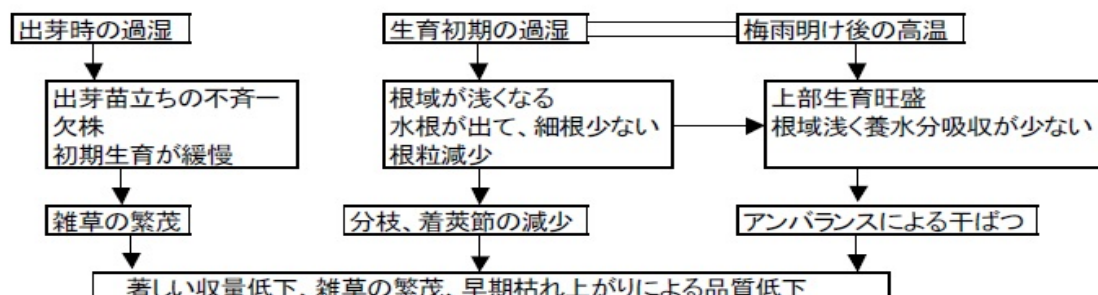 出芽時の過湿
生育初期の過湿
梅雨明け後の高温
出芽苗立ちの不斉一
欠株
初期生育が緩慢
根域が浅くなる
水根が出て、細根少ない
根粒減少
上部生育旺盛
根域浅く養水分吸収が少ない
雑草の繁茂
分枝、着莢節の減少
アンバランスによる干ばつ
著しい収量低下、雑草の繁茂、早期枯れ上がりによる品質低下